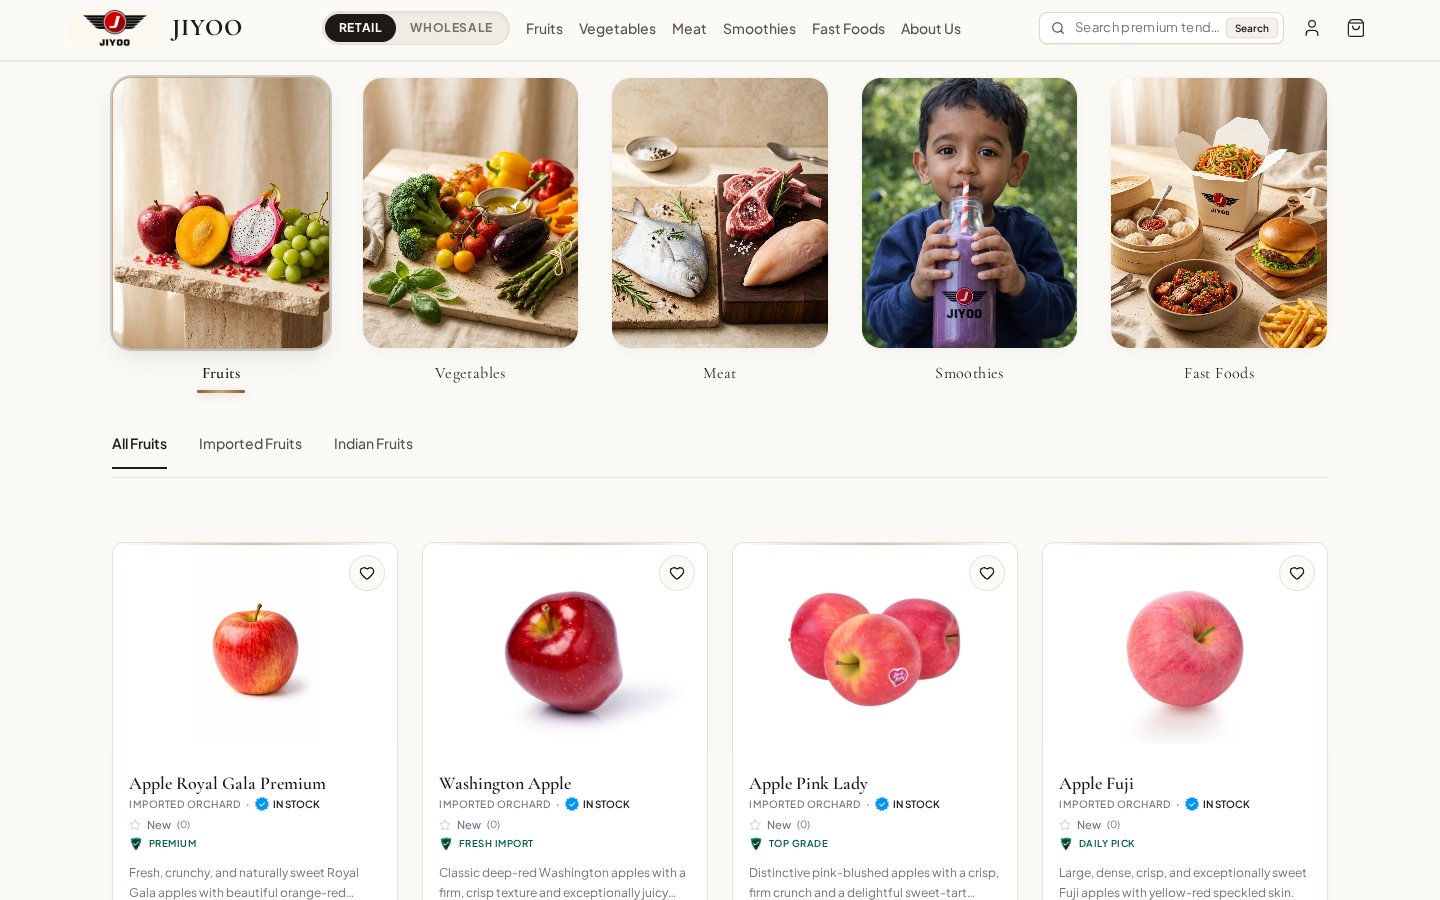 JIYOO
JIYOO
RETAIL
WHOLESALE
Fruits
Vegetables
Meat
Smoothies
Fast Foods
About Us
Search premium tend...
Search
JIYOO
JIYOO
Fruits
Vegetables
Meat
Smoothies
Fast Foods
All Fruits
Imported Fruits
Indian Fruits
Apple Royal Gala Premium
IMPORTED ORCHARD · IN STOCK
New (0)
PREMIUM
Fresh, crunchy, and naturally sweet Royal
Gala apples with beautiful orange-red...
Washington Apple
IMPORTED ORCHARD · IN STOCK
New (0)
FRESH IMPORT
Classic deep-red Washington apples with a
firm, crisp texture and exceptionally juicy...
Apple Pink Lady
IMPORTED ORCHARD · IN STOCK
New (0)
TOP GRADE
Distinctive pink-blushed apples with a crisp,
firm crunch and a delightful sweet-tart...
Apple Fuji
IMPORTED ORCHARD · IN STOCK
New (0)
DAILY PICK
Large, dense, crisp, and exceptionally sweet
Fuji apples with yellow-red speckled skin.